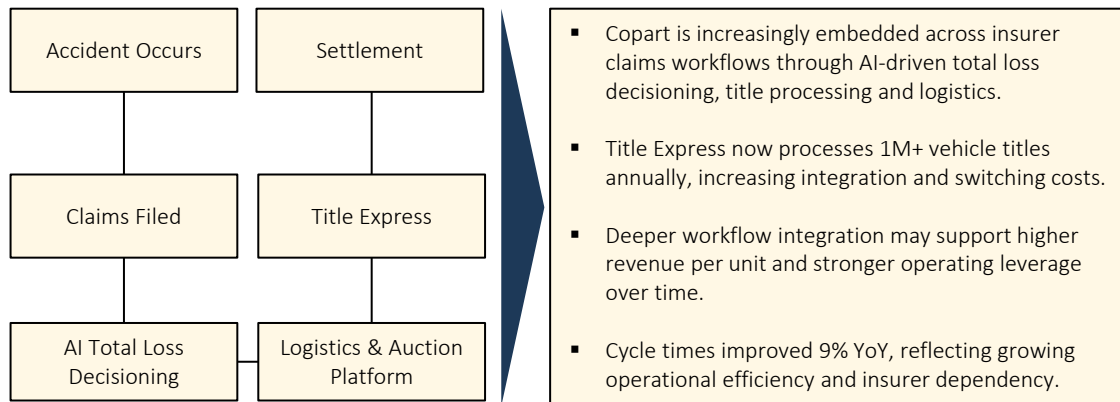 Accident Occurs
Settlement
Claims Filed
Title Express
AI Total Loss
Decisioning
Logistics & Auction
Platform
▪ Copart is increasingly embedded across insurer
claims workflows through AI-driven total loss
decisioning, title processing and logistics.
▪ Title Express now processes 1M+ vehicle titles
annually, increasing integration and switching costs.
▪ Deeper workflow integration may support higher
revenue per unit and stronger operating leverage
over time.
▪ Cycle times improved 9% YoY, reflecting growing
operational efficiency and insurer dependency.